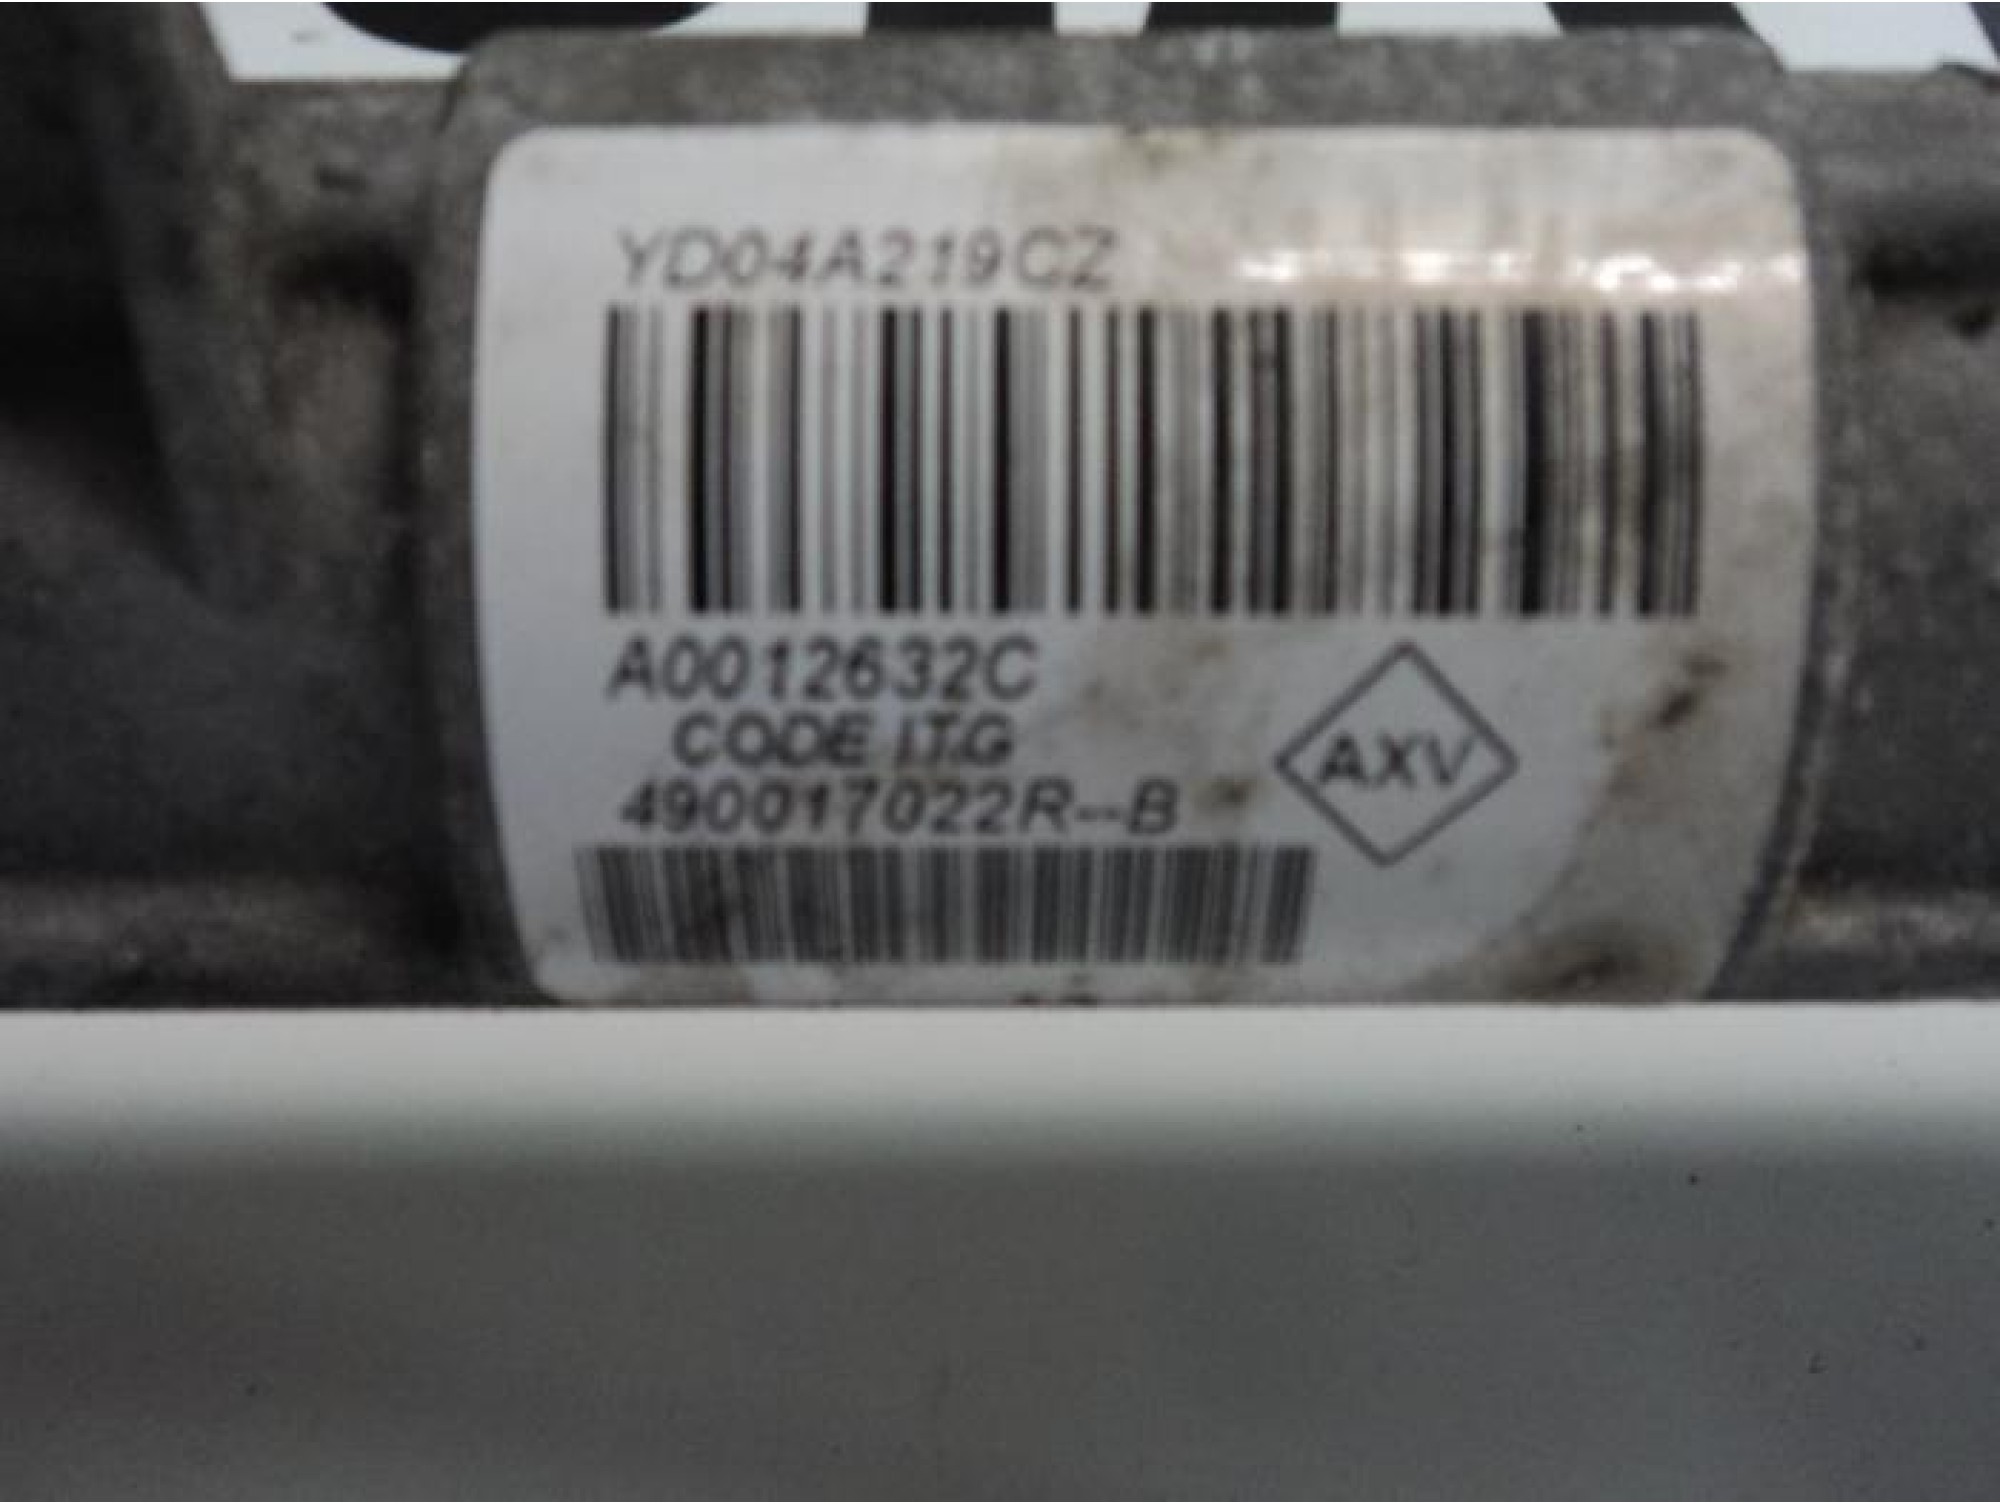 YD04A219CZ
A0012632C
CODE I.T.G
490017022R--B
AXV